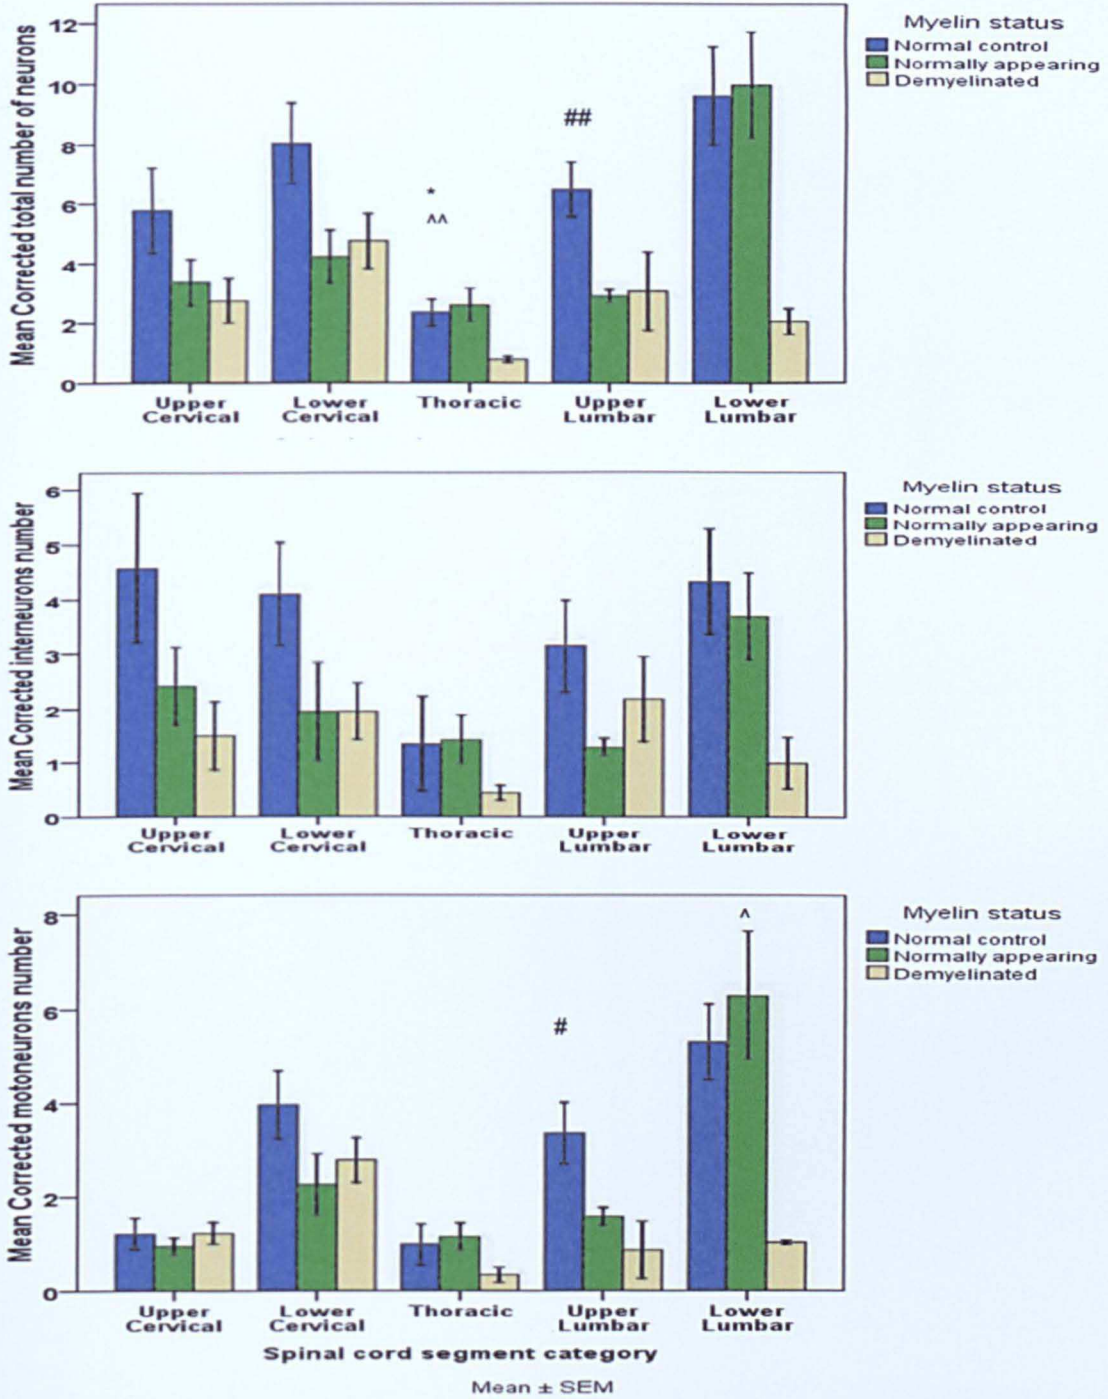 Mean Corrected total number of neurons
12
10
8
6
4
2
0
*
^^
##
Upper Cervical
Lower Cervical
Thoracic
Upper Lumbar
Lower Lumbar
Myelin status
Normal control
Normally appearing
Demyelinated
Mean Corrected interneurons number
6
5
4
3
2
1
0
Upper Cervical
Lower Cervical
Thoracic
Upper Lumbar
Lower Lumbar
Myelin status
Normal control
Normally appearing
Demyelinated
Mean Corrected motoneurons number
8
6
4
2
0
#
^
Upper Cervical
Lower Cervical
Thoracic
Upper Lumbar
Lower Lumbar
Myelin status
Normal control
Normally appearing
Demyelinated
Spinal cord segment category
Mean ± SEM